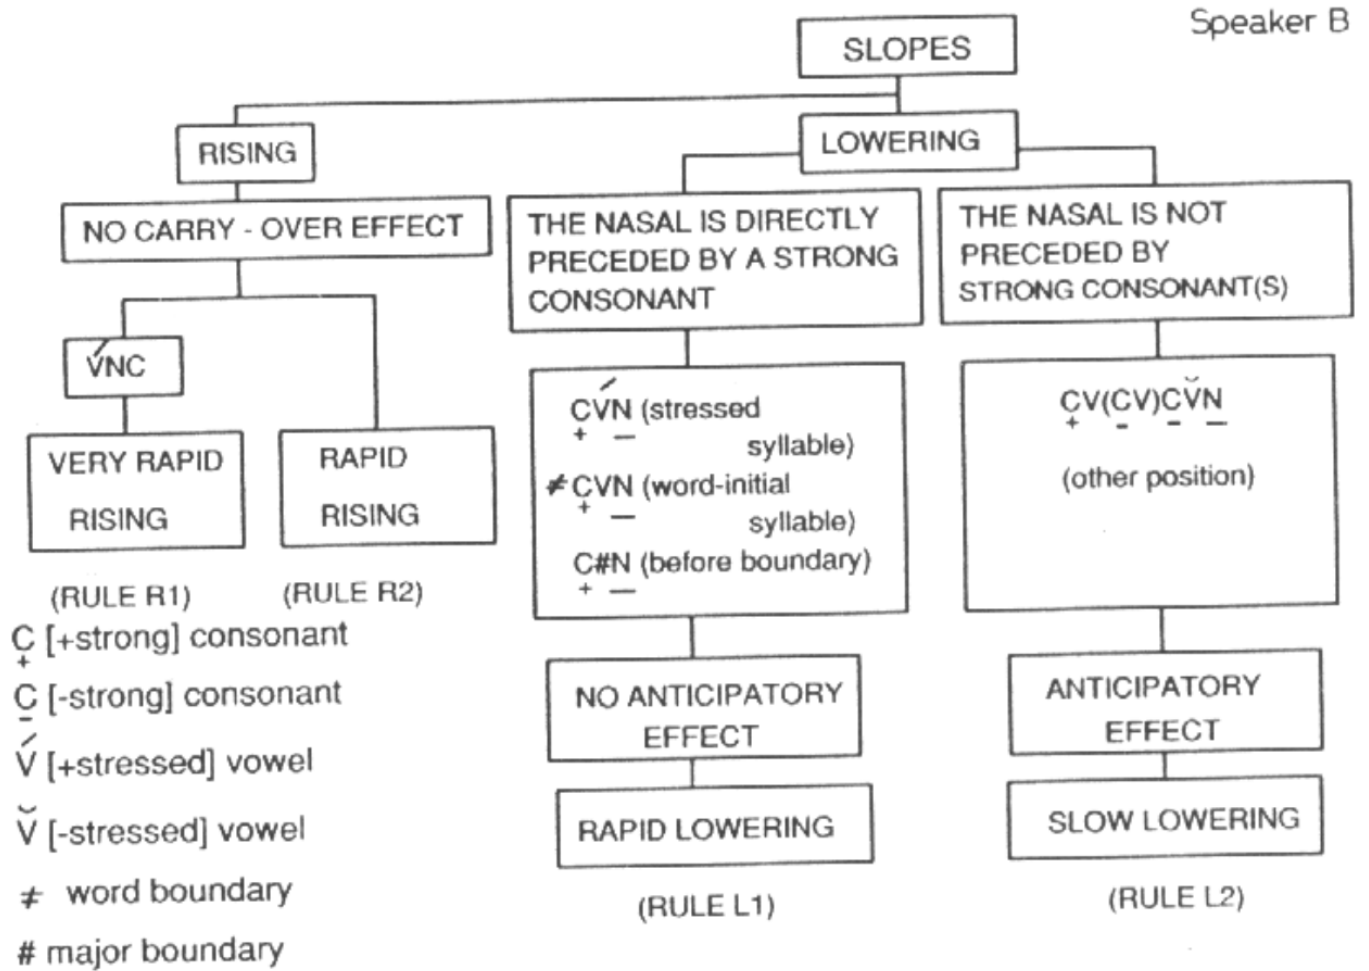 Speaker B
SLOPES
RISING
LOWERING
NO CARRY - OVER EFFECT
THE NASAL IS DIRECTLY
PRECEDED BY A STRONG
CONSONANT
THE NASAL IS NOT
PRECEDED BY
STRONG CONSONANT(S)
V́NC
VERY RAPID
RISING
(RULE R1)
RAPID
RISING
(RULE R2)
CV́N (stressed
+ –
syllable)
≠ CVN (word-initial
+ –
syllable)
C#N (before boundary)
+ –
NO ANTICIPATORY
EFFECT
RAPID LOWERING
(RULE L1)
CV(CV)CV̆N
+ - - –
(other position)
ANTICIPATORY
EFFECT
SLOW LOWERING
(RULE L2)
C [+strong] consonant
+
C [-strong] consonant
-
V́ [+stressed] vowel
V̆ [-stressed] vowel
≠ word boundary
# major boundary